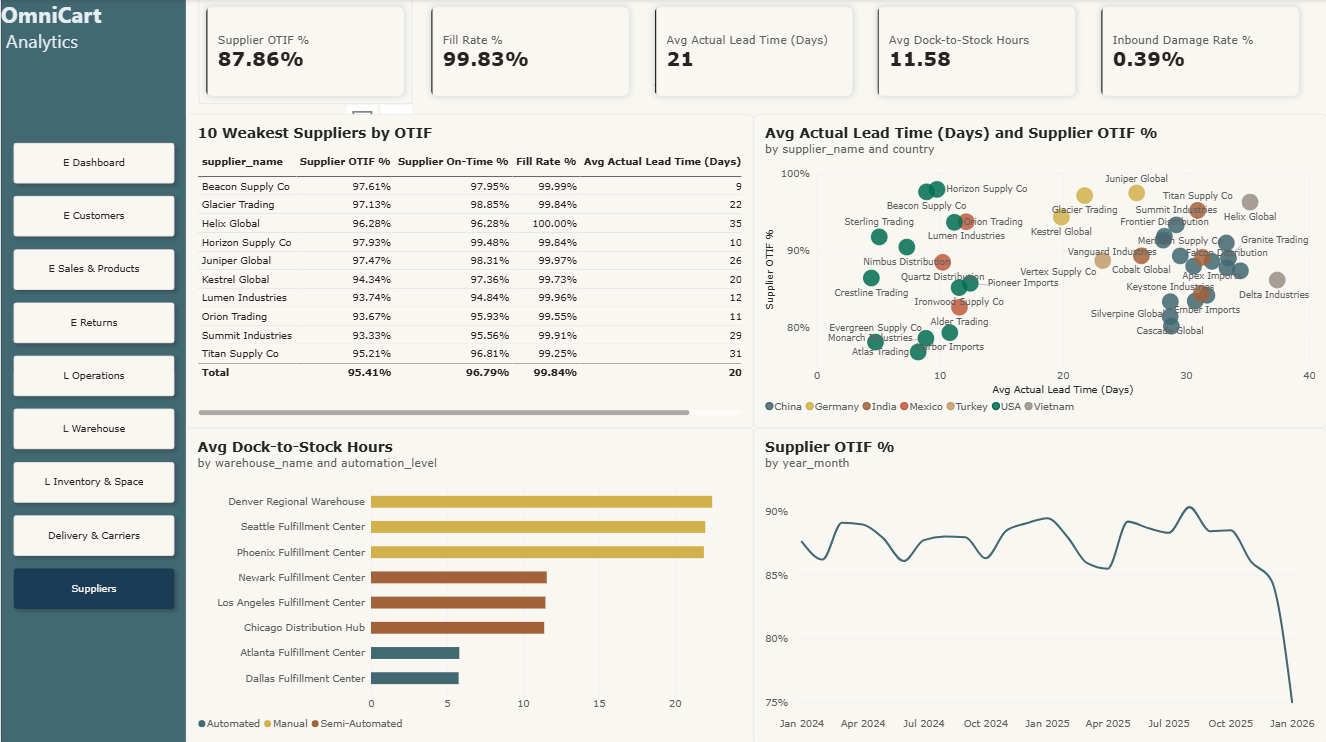 OmniCart
Analytics
E Dashboard
E Customers
E Sales & Products
E Returns
L Operations
L Warehouse
L Inventory & Space
Delivery & Carriers
Suppliers
Supplier OTIF %
87.86%
Fill Rate %
99.83%
Avg Actual Lead Time (Days)
21
Avg Dock-to-Stock Hours
11.58
Inbound Damage Rate %
0.39%
10 Weakest Suppliers by OTIF
supplier_name Supplier OTIF % Supplier On-Time % Fill Rate % Avg Actual Lead Time (Days)
Beacon Supply Co 97.61% 97.95% 99.99% 9
Glacier Trading 97.13% 98.85% 99.84% 22
Helix Global 96.28% 96.28% 100.00% 35
Horizon Supply Co 97.93% 99.48% 99.84% 10
Juniper Global 97.47% 98.31% 99.97% 26
Kestrel Global 94.34% 97.36% 99.73% 20
Lumen Industries 93.74% 94.84% 99.96% 12
Orion Trading 93.67% 95.93% 99.55% 11
Summit Industries 93.33% 95.56% 99.91% 29
Titan Supply Co 95.21% 96.81% 99.25% 31
Total 95.41% 96.79% 99.84% 20
Avg Actual Lead Time (Days) and Supplier OTIF %
by supplier_name and country
Supplier OTIF %
100%
90%
80%
Juniper Global
Horizon Supply Co
Titan Supply Co
Beacon Supply Co
Glacier Trading
Summit Industries
Helix Global
Sterling Trading
Orion Trading
Frontier Distribution
Kestrel Global
Lumen Industries
Meridian Supply Co
Granite Trading
Vanguard Industries
Falcon Distribution
Nimbus Distribution
Vertex Supply Co
Cobalt Global
Quartz Distribution
Apex Imports
Pioneer Imports
Crestline Trading
Keystone Industries
Delta Industries
Ironwood Supply Co
Silverpine Global
Ember Imports
Alder Trading
Evergreen Supply Co
Cascade Global
Monarch Industries
Arbor Imports
Atlas Trading
0 10 20 30 40
Avg Actual Lead Time (Days)
China Germany India Mexico Turkey USA Vietnam
Avg Dock-to-Stock Hours
by warehouse_name and automation_level
Denver Regional Warehouse
Seattle Fulfillment Center
Phoenix Fulfillment Center
Newark Fulfillment Center
Los Angeles Fulfillment Center
Chicago Distribution Hub
Atlanta Fulfillment Center
Dallas Fulfillment Center
0 5 10 15 20
Automated Manual Semi-Automated
Supplier OTIF %
by year_month
90%
85%
80%
75%
Jan 2024 Apr 2024 Jul 2024 Oct 2024 Jan 2025 Apr 2025 Jul 2025 Oct 2025 Jan 2026